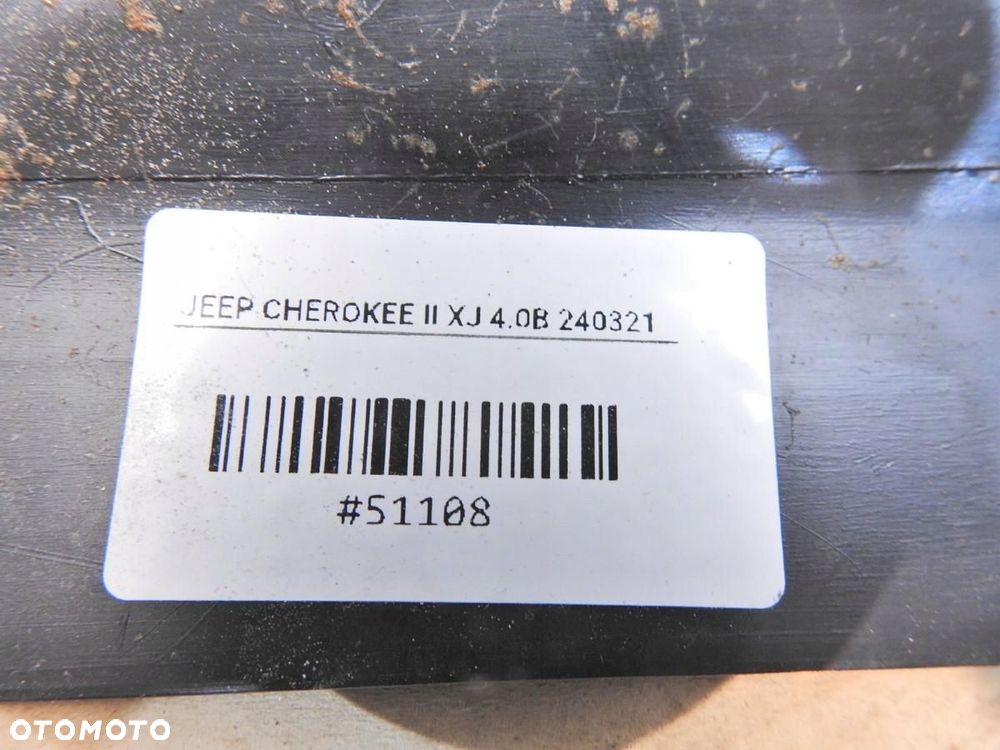 JEEP CHEROKEE II XJ 4.0B 240321
#51108
OTOMOTO